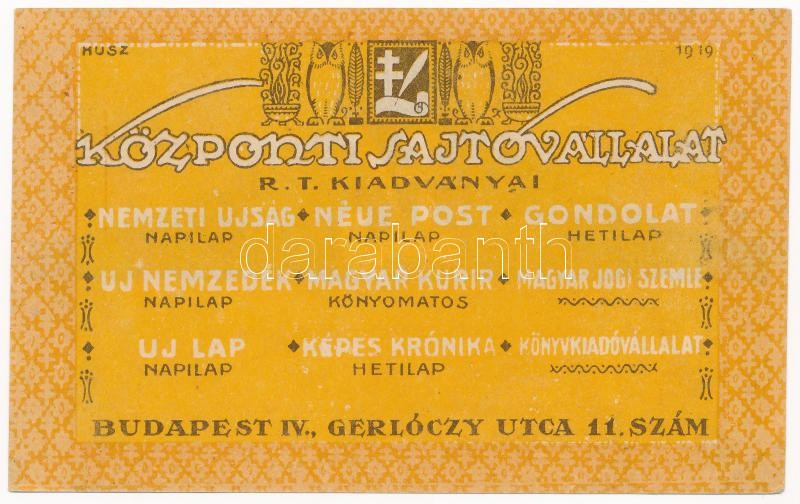 HUSZ 1919
KÖZPONTI SAJTÓVÁLLALAT
R. T. KIADVÁNYAI
NEMZETI UJSÁG NEUE POST GONDOLAT
NAPILAP NAPILAP HETILAP
UJ NEMZEDÉK MAGYAR KURIR MAGYAR JOGI SZEMLE
NAPILAP KŐNYOMATOS
UJ LAP KÉPES KRÓNIKA KÖNYVKIADÓVÁLLALAT
NAPILAP HETILAP
BUDAPEST IV., GERLÓCZY UTCA 11. SZÁM
darabanth